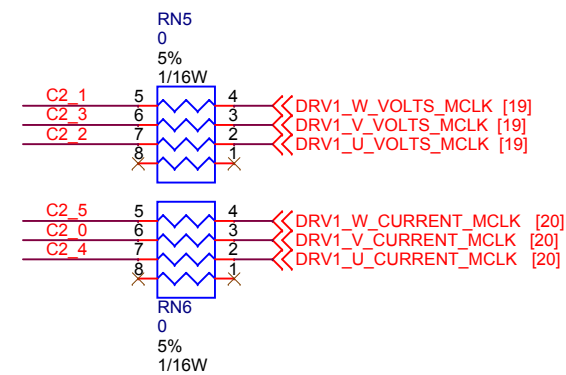 RN5
0
5%
1/16W
C2_1 5 4 DRV1_W_VOLTS_MCLK [19]
C2_3 6 3 DRV1_V_VOLTS_MCLK [19]
C2_2 7 2 DRV1_U_VOLTS_MCLK [19]
8 1
C2_5 5 4 DRV1_W_CURRENT_MCLK [20]
C2_0 6 3 DRV1_V_CURRENT_MCLK [20]
C2_4 7 2 DRV1_U_CURRENT_MCLK [20]
8 1
RN6
0
5%
1/16W